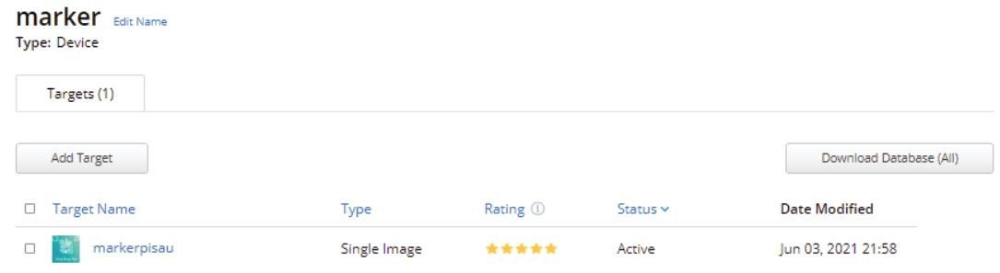 marker Edit Name
Type: Device
Targets (1)
Add Target Download Database (All)
Target Name Type Rating Status Date Modified
markerpisau Single Image Active Jun 03, 2021 21:58